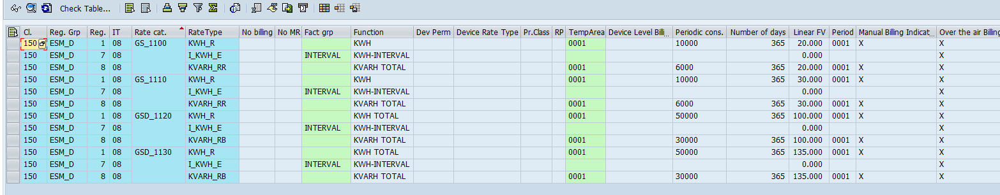 Check Table...
Cl. Reg. Grp Reg. IT Rate cat. RateType No billing No MR Fact grp Function Dev Perm Device Rate Type Pr.Class RP TempArea Device Level Billi... Periodic cons. Number of days Linear FV Period Manual Billing Indicat... Over the air Billing
150 ESM_D 1 08 GS_1100 KWH_R KWH 0001 10000 365 20.000 0001 X X
150 ESM_D 7 08 I_KWH_E INTERVAL KWH-INTERVAL 0.000 X
150 ESM_D 8 08 KVARH_RR KVARH TOTAL 0001 6000 365 20.000 0001 X X
150 ESM_D 1 08 GS_1110 KWH_R KWH 0001 10000 365 30.000 0001 X X
150 ESM_D 7 08 I_KWH_E INTERVAL KWH-INTERVAL 0.000 X
150 ESM_D 8 08 KVARH_RR KVARH TOTAL 0001 6000 365 30.000 0001 X X
150 ESM_D 1 08 GSD_1120 KWH_R KWH TOTAL 0001 50000 365 100.000 0001 X X
150 ESM_D 7 08 I_KWH_E INTERVAL KWH-INTERVAL 0.000 X
150 ESM_D 8 08 KVARH_RB KVARH TOTAL 0001 30000 365 100.000 0001 X X
150 ESM_D 1 08 GSD_1130 KWH_R KWH TOTAL 0001 50000 365 135.000 0001 X X
150 ESM_D 7 08 I_KWH_E INTERVAL KWH-INTERVAL 0.000 X
150 ESM_D 8 08 KVARH_RB KVARH TOTAL 0001 30000 365 135.000 0001 X X